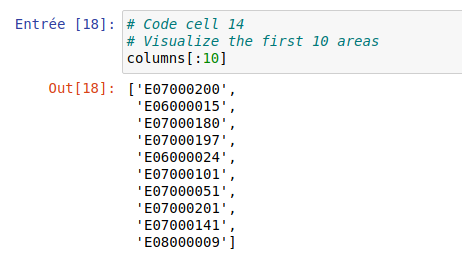 Entrée [18]: # Code cell 14
# Visualize the first 10 areas
columns[:10]
Out[18]: ['E07000200',
'E06000015',
'E07000180',
'E07000197',
'E06000024',
'E07000101',
'E07000051',
'E07000201',
'E07000141',
'E08000009']